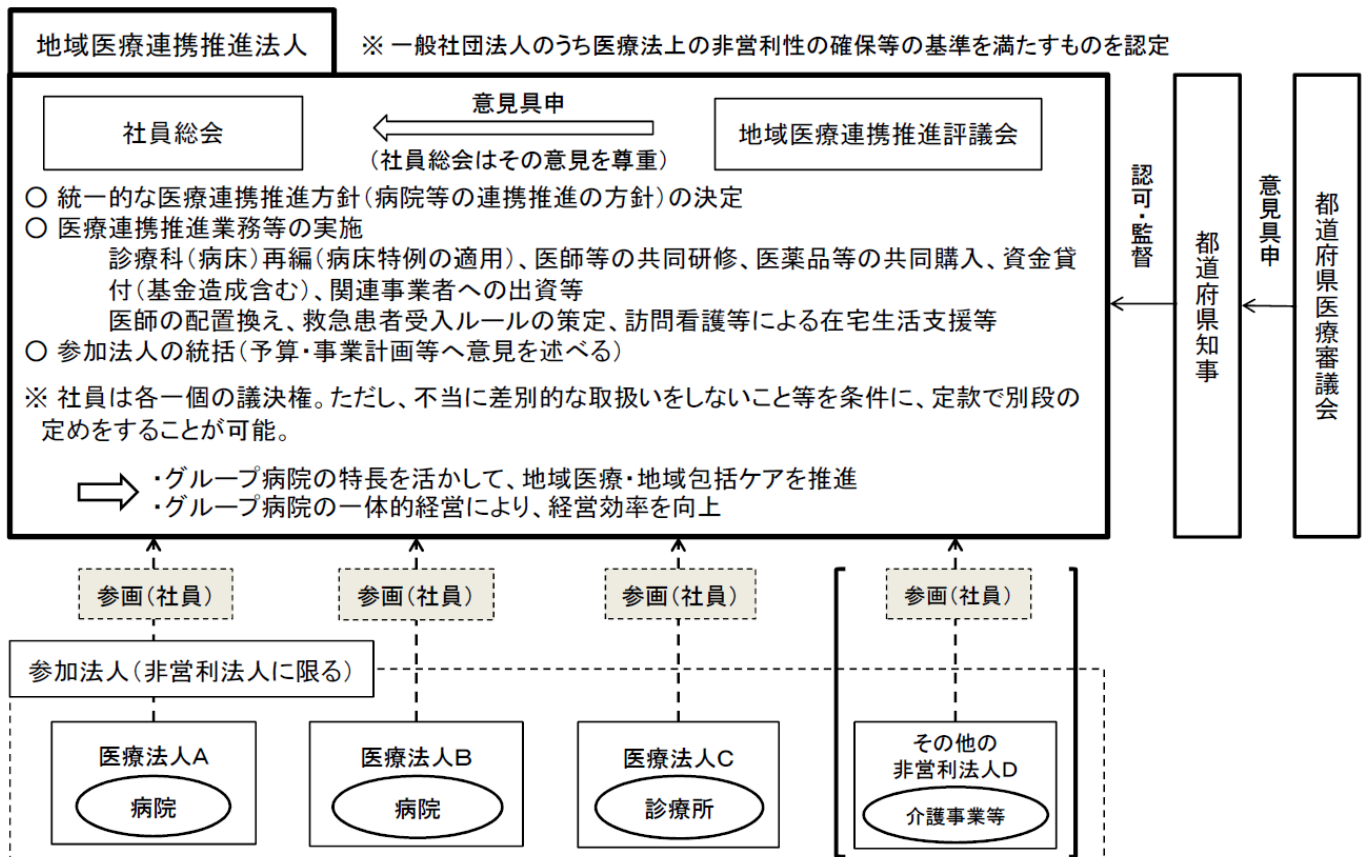 地域医療連携推進法人
※ 一般社団法人のうち医療法上の非営利性の確保等の基準を満たすものを認定
社員総会
意見具申
(社員総会はその意見を尊重)
地域医療連携推進評議会
○ 統一的な医療連携推進方針(病院等の連携推進の方針)の決定
○ 医療連携推進業務等の実施
診療科(病床)再編(病床特例の適用)、医師等の共同研修、医薬品等の共同購入、資金貸
付(基金造成含む)、関連事業者への出資等
医師の配置換え、救急患者受入ルールの策定、訪問看護等による在宅生活支援等
○ 参加法人の統括(予算・事業計画等へ意見を述べる)
※ 社員は各一個の議決権。ただし、不当に差別的な取扱いをしないこと等を条件に、定款で別段の
定めをすることが可能。
・グループ病院の特長を活かして、地域医療・地域包括ケアを推進
・グループ病院の一体的経営により、経営効率を向上
認可・監督
都道府県知事
意見具申
都道府県医療審議会
参画(社員)
参画(社員)
参画(社員)
参画(社員)
参加法人(非営利法人に限る)
医療法人A
病院
医療法人B
病院
医療法人C
診療所
その他の
非営利法人D
介護事業等